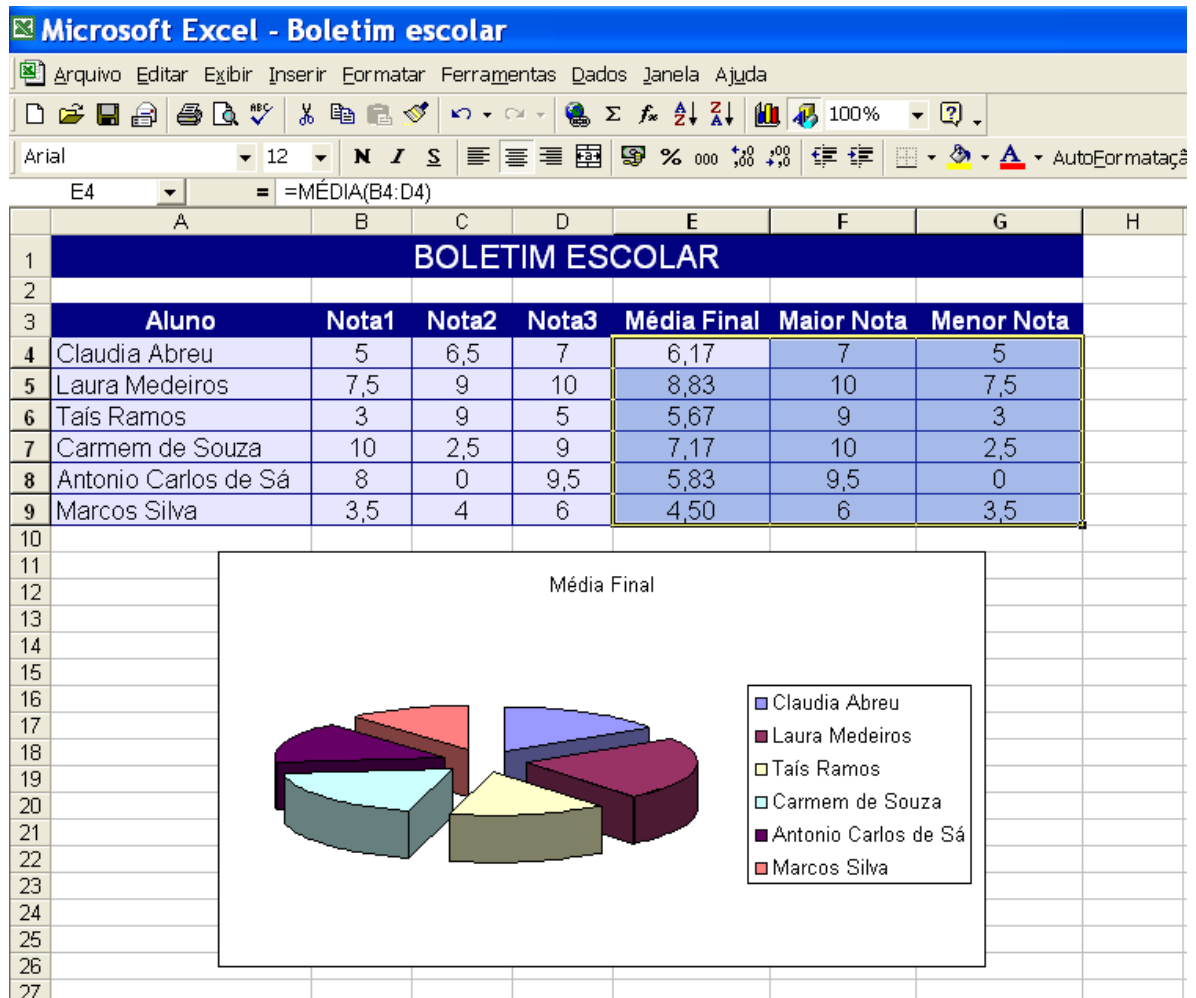 Microsoft Excel - Boletim escolar
Arquivo Editar Exibir Inserir Formatar Ferramentas Dados Janela Ajuda
ABC Σ fx A Z Z A 100% ?
Arial 12 N I S % 000 ,00 ,0 A AutoFormataçã
E4 = =MÉDIA(B4:D4)
A B C D E F G H
1 BOLETIM ESCOLAR
2
3 Aluno Nota1 Nota2 Nota3 Média Final Maior Nota Menor Nota
4 Claudia Abreu 5 6,5 7 6,17 7 5
5 Laura Medeiros 7,5 9 10 8,83 10 7,5
6 Taís Ramos 3 9 5 5,67 9 3
7 Carmem de Souza 10 2,5 9 7,17 10 2,5
8 Antonio Carlos de Sá 8 0 9,5 5,83 9,5 0
9 Marcos Silva 3,5 4 6 4,50 6 3,5
10
11
12 Média Final
13
14
15
16 Claudia Abreu
17 Laura Medeiros
18
19 Taís Ramos
20 Carmem de Souza
21 Antonio Carlos de Sá
22 Marcos Silva
23
24
25
26
27